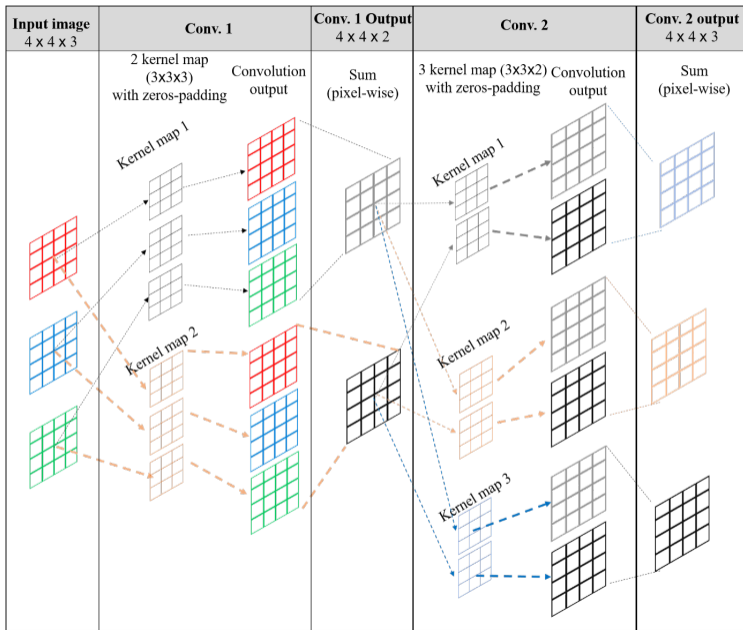 Input image
4 x 4 x 3
Conv. 1
Conv. 1 Output
4 x 4 x 2
Conv. 2
Conv. 2 output
4 x 4 x 3
2 kernel map
(3x3x3)
with zeros-padding
Convolution
output
Sum
(pixel-wise)
3 kernel map (3x3x2)
with zeros-padding
Convolution
output
Sum
(pixel-wise)
Kernel map 1
Kernel map 2
Kernel map 1
Kernel map 2
Kernel map 3